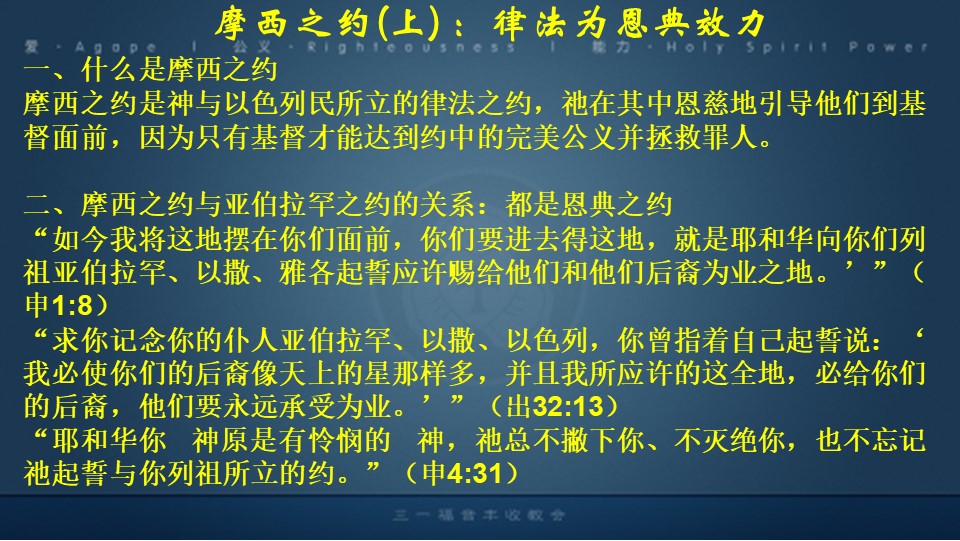 摩西之约(上)：律法为恩典效力
爱·Agape | 公义·Righteousness | 能力·Holy Spirit Power
一、什么是摩西之约
摩西之约是神与以色列民所立的律法之约，祂在其中恩慈地引导他们到基
督面前，因为只有基督才能达到约中的完美公义并拯救罪人。
二、摩西之约与亚伯拉罕之约的关系：都是恩典之约
“如今我将这地摆在你们面前，你们要进去得这地，就是耶和华向你们列
祖亚伯拉罕、以撒、雅各起誓应许赐给他们和他们后裔为业之地。’”（
申1:8）
“求你记念你的仆人亚伯拉罕、以撒、以色列，你曾指着自己起誓说：‘
我必使你们的后裔像天上的星那样多，并且我所应许的这全地，必给你们
的后裔，他们要永远承受为业。’”（出32:13）
“耶和华你　神原是有怜悯的　神，祂总不撇下你、不灭绝你，也不忘记
祂起誓与你列祖所立的约。”（申4:31）
三一福音丰收教会